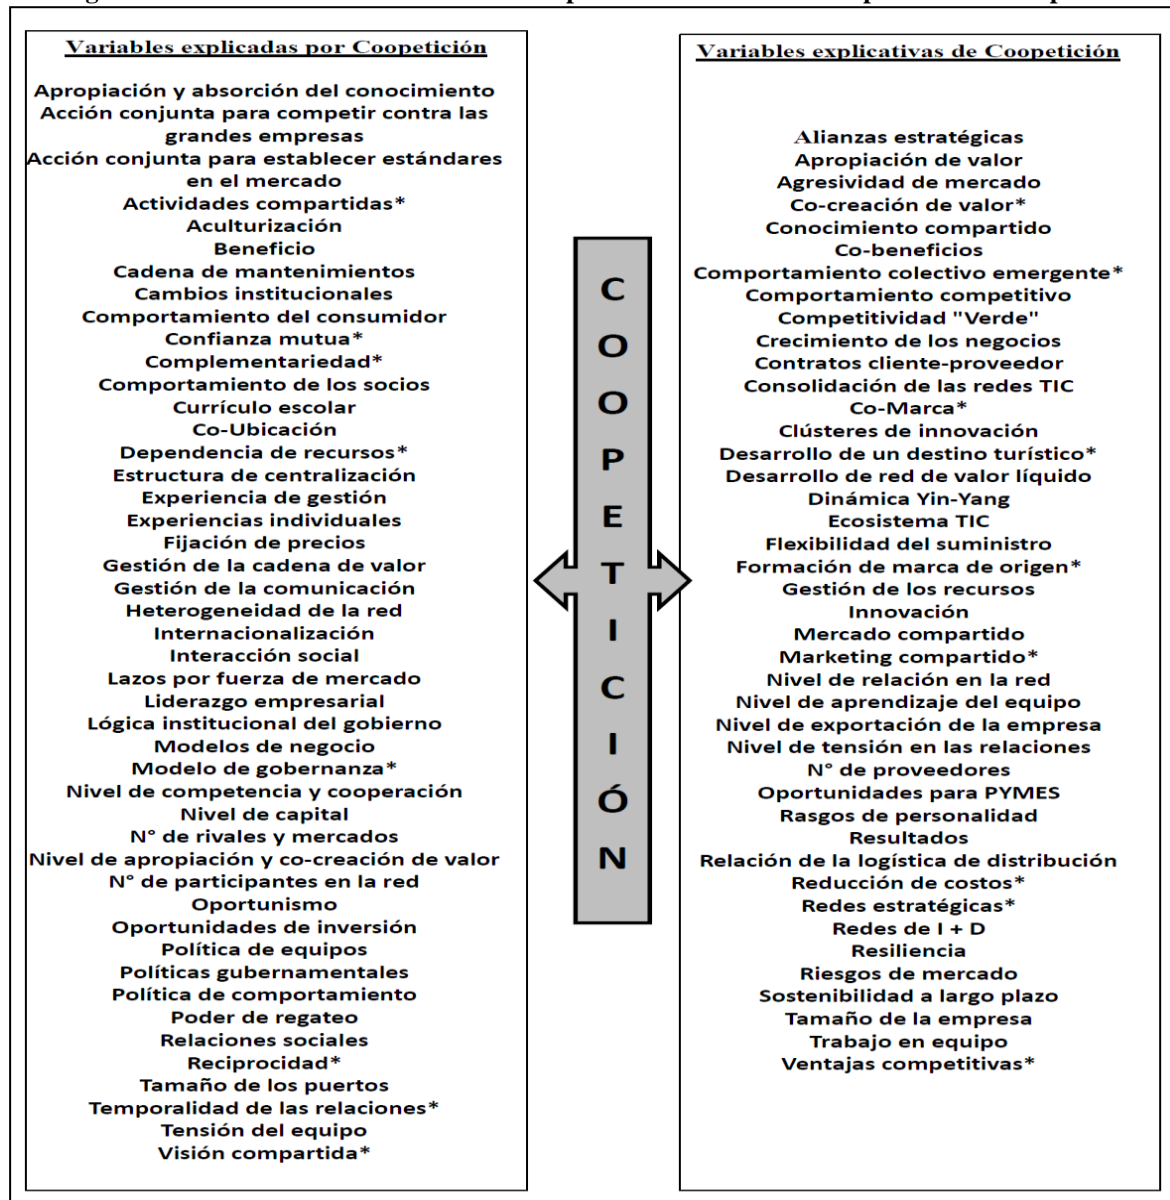 Variables explicadas por Coopetición
Apropiación y absorción del conocimiento
Acción conjunta para competir contra las
grandes empresas
Acción conjunta para establecer estándares
en el mercado
Actividades compartidas*
Aculturización
Beneficio
Cadena de mantenimientos
Cambios institucionales
Comportamiento del consumidor
Confianza mutua*
Complementariedad*
Comportamiento de los socios
Currículo escolar
Co-Ubicación
Dependencia de recursos*
Estructura de centralización
Experiencia de gestión
Experiencias individuales
Fijación de precios
Gestión de la cadena de valor
Gestión de la comunicación
Heterogeneidad de la red
Internacionalización
Interacción social
Lazos por fuerza de mercado
Liderazgo empresarial
Lógica institucional del gobierno
Modelos de negocio
Modelo de gobernanza*
Nivel de competencia y cooperación
Nivel de capital
N° de rivales y mercados
Nivel de apropiación y co-creación de valor
N° de participantes en la red
Oportunismo
Oportunidades de inversión
Política de equipos
Políticas gubernamentales
Política de comportamiento
Poder de regateo
Relaciones sociales
Reciprocidad*
Tamaño de los puertos
Temporalidad de las relaciones*
Tensión del equipo
Visión compartida*
C
O
O
P
E
T
I
C
I
Ó
N
Variables explicativas de Coopetición
Alianzas estratégicas
Apropiación de valor
Agresividad de mercado
Co-creación de valor*
Conocimiento compartido
Co-beneficios
Comportamiento colectivo emergente*
Comportamiento competitivo
Competitividad "Verde"
Crecimiento de los negocios
Contratos cliente-proveedor
Consolidación de las redes TIC
Co-Marca*
Clústeres de innovación
Desarrollo de un destino turístico*
Desarrollo de red de valor líquido
Dinámica Yin-Yang
Ecosistema TIC
Flexibilidad del suministro
Formación de marca de origen*
Gestión de los recursos
Innovación
Mercado compartido
Marketing compartido*
Nivel de relación en la red
Nivel de aprendizaje del equipo
Nivel de exportación de la empresa
Nivel de tensión en las relaciones
N° de proveedores
Oportunidades para PYMES
Rasgos de personalidad
Resultados
Relación de la logística de distribución
Reducción de costos*
Redes estratégicas*
Redes de I + D
Resiliencia
Riesgos de mercado
Sostenibilidad a largo plazo
Tamaño de la empresa
Trabajo en equipo
Ventajas competitivas*